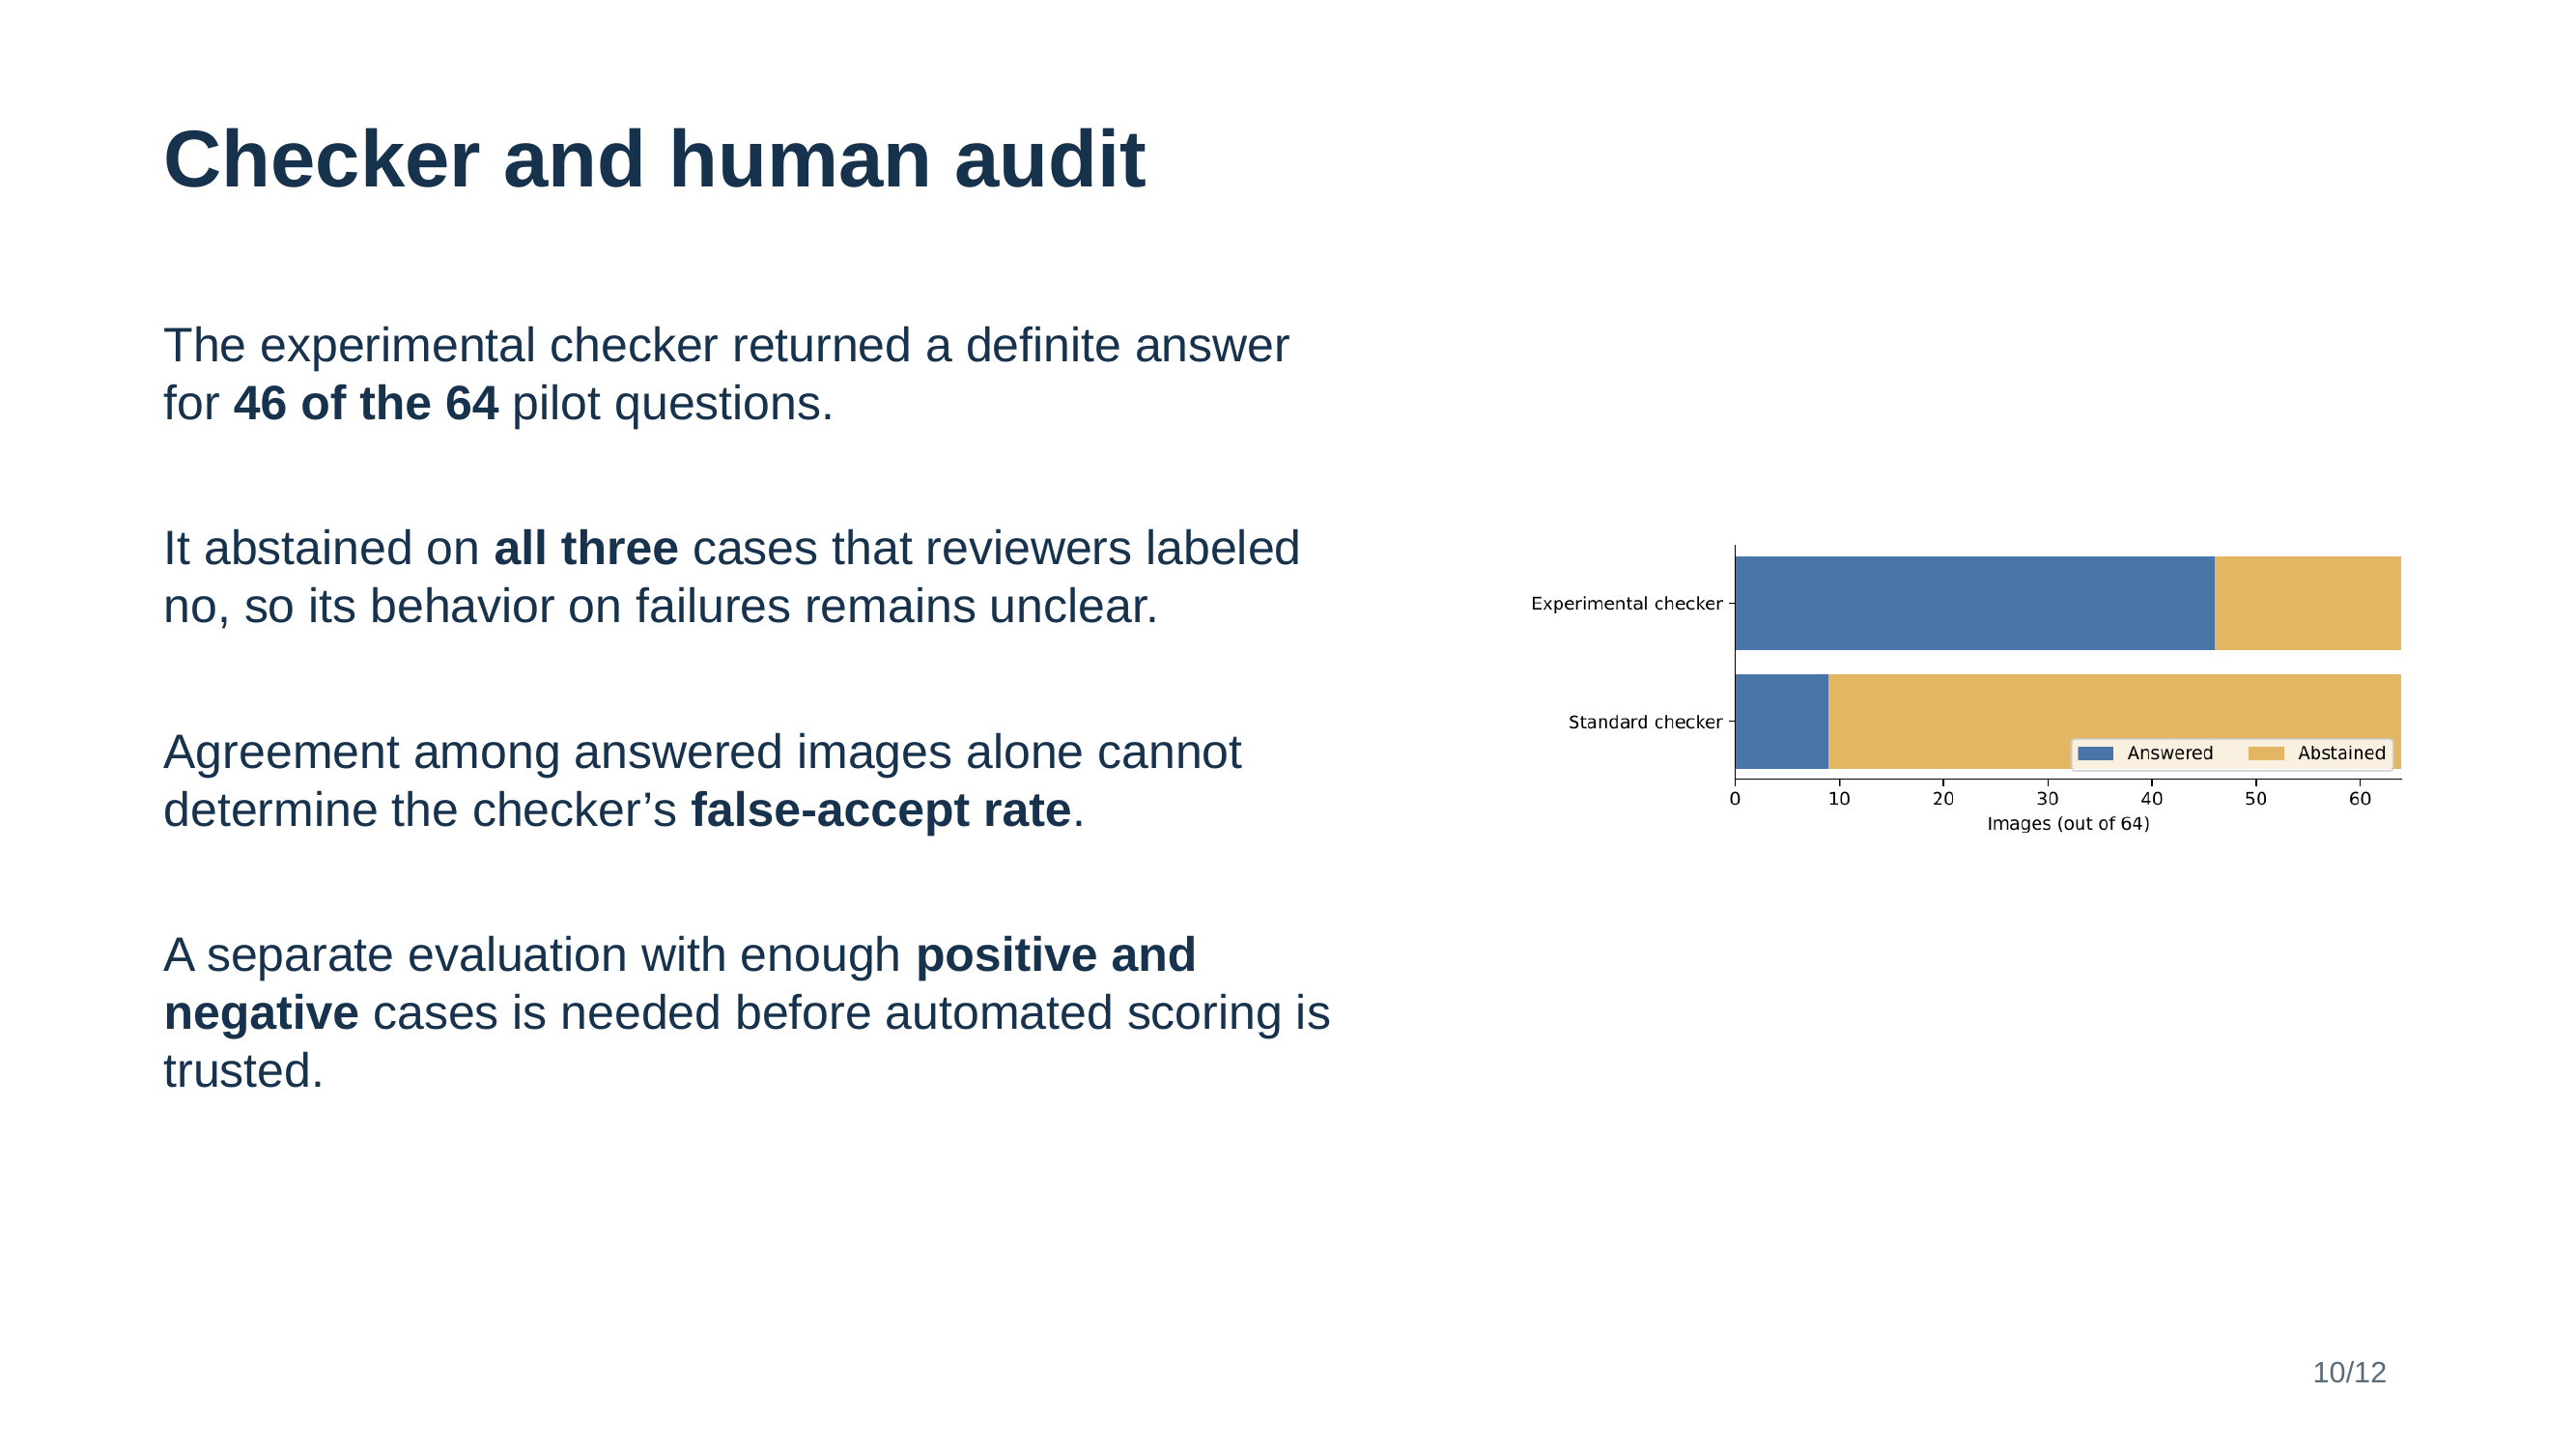 Checker and human audit
The experimental checker returned a definite answer
for 46 of the 64 pilot questions.
It abstained on all three cases that reviewers labeled
no, so its behavior on failures remains unclear.
Agreement among answered images alone cannot
determine the checker’s false-accept rate.
A separate evaluation with enough positive and
negative cases is needed before automated scoring is
trusted.
Experimental checker
Standard checker
Answered Abstained
0 10 20 30 40 50 60
Images (out of 64)
10/12